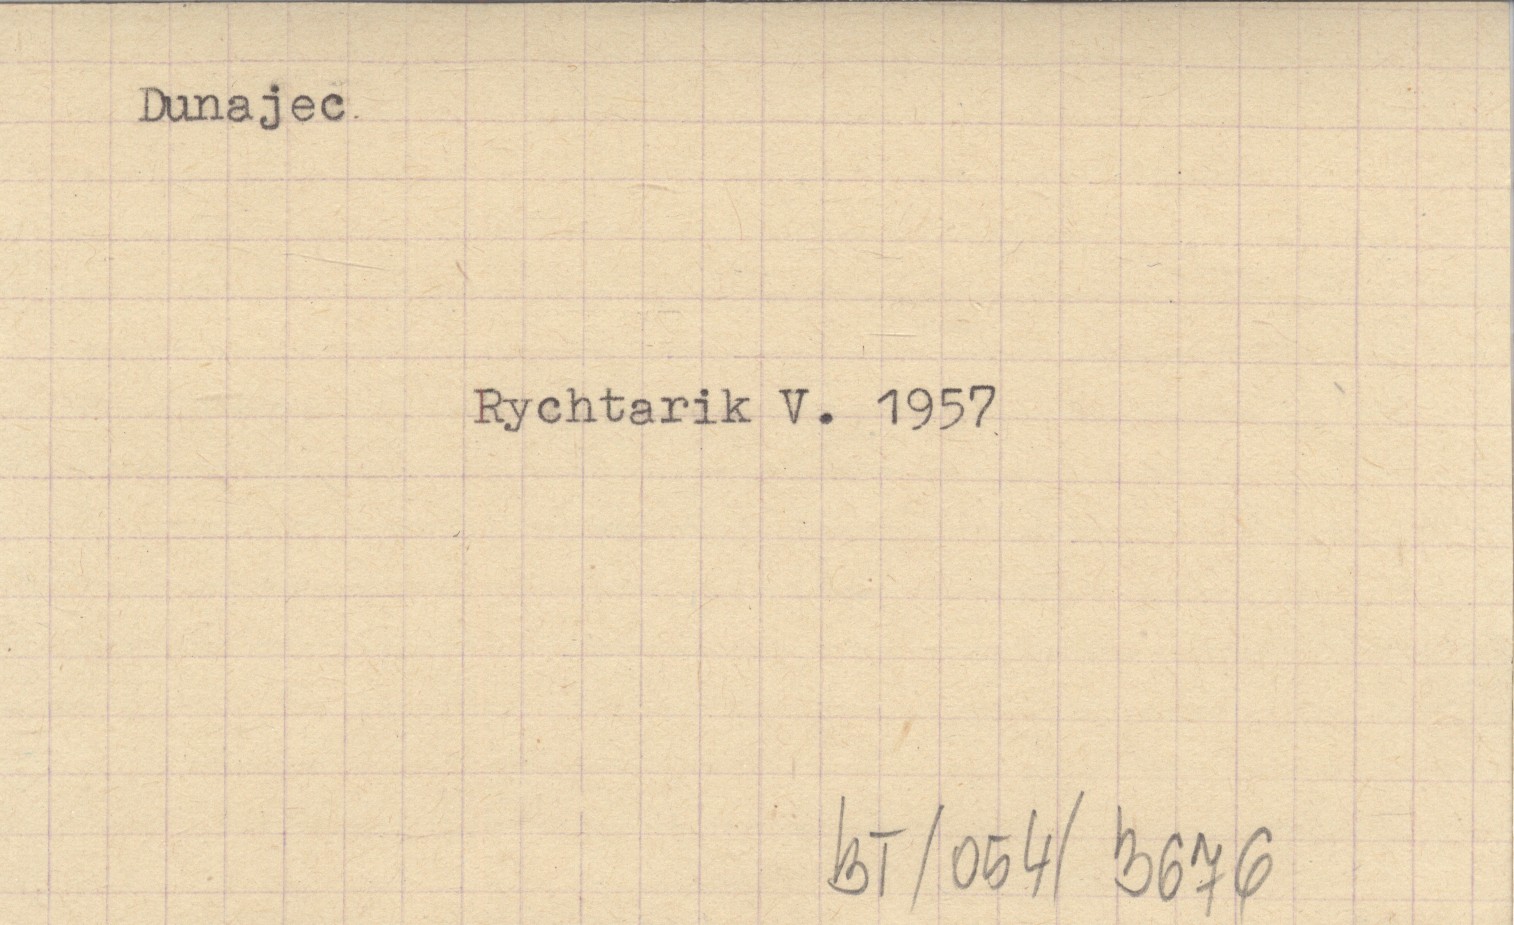 Dunajec.
Rychtarik V. 1957
BT/054/ 3676